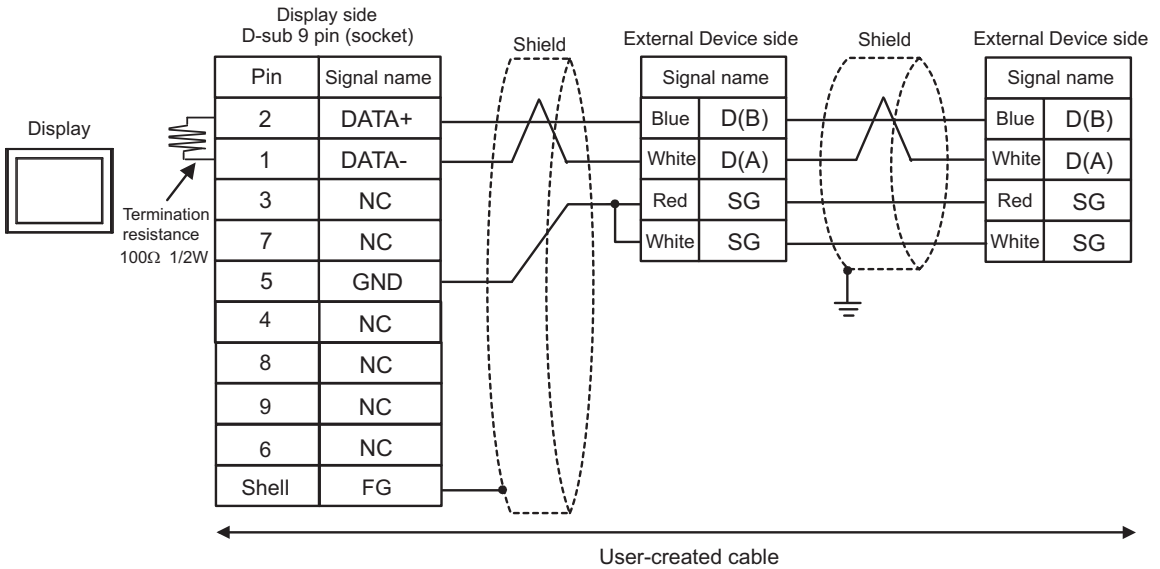 Display side
D-sub 9 pin (socket)
Shield
External Device side
Shield
External Device side
Pin Signal name
Signal name
Signal name
2 DATA+
Blue D(B)
Blue D(B)
Display
1 DATA-
White D(A)
White D(A)
3 NC
Red SG
Red SG
Termination
resistance
100Ω 1/2W
7 NC
White SG
White SG
5 GND
4 NC
8 NC
9 NC
6 NC
Shell FG
User-created cable